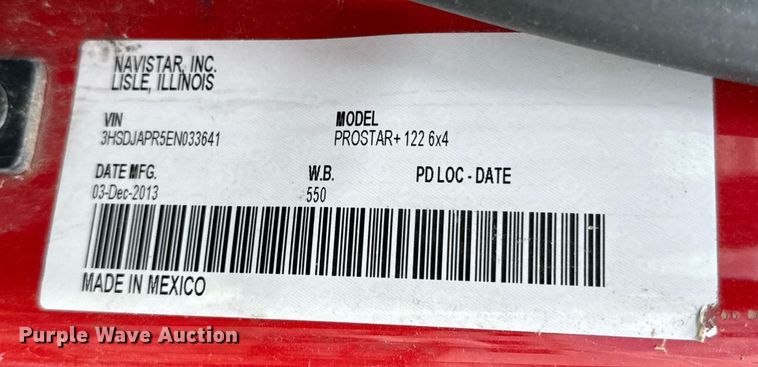 NAVISTAR, INC.
LISLE, ILLINOIS
VIN MODEL
3HSDJAPR5EN033641 PROSTAR+ 122 6x4
DATE MFG. W.B. PD LOC - DATE
03-Dec-2013 550
MADE IN MEXICO
Purple Wave Auction